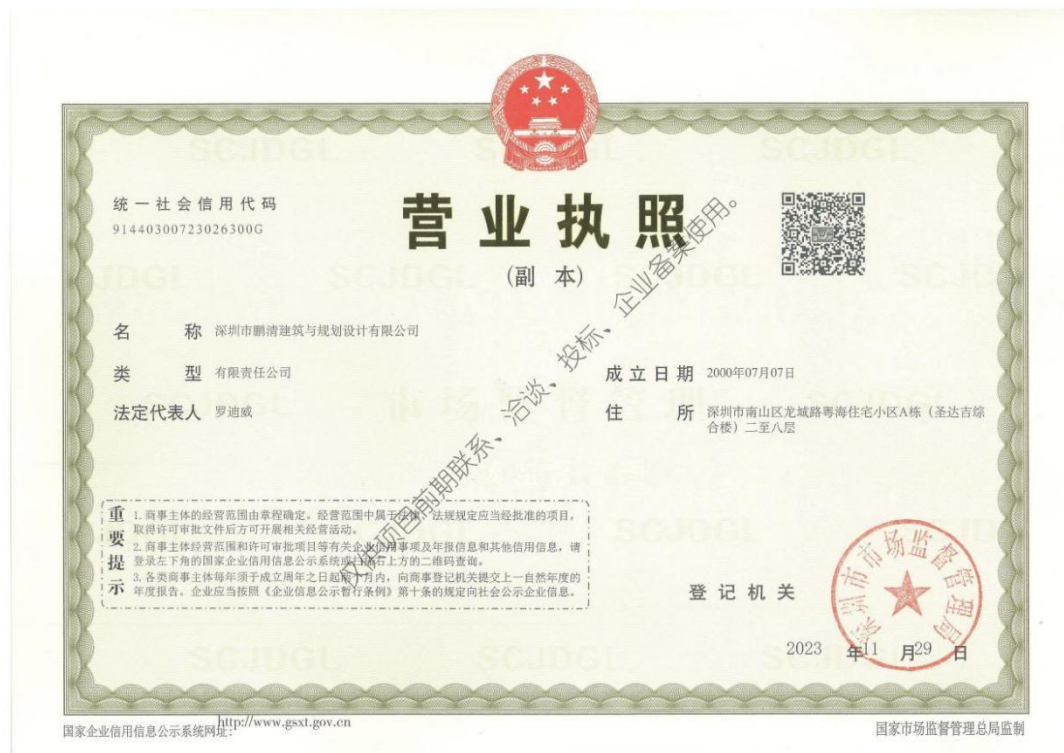 统一社会信用代码
91440300723026300G
营业执照
(副 本)
名 称 深圳市鹏清建筑与规划设计有限公司
类 型 有限责任公司
成立日期 2000年07月07日
法定代表人 罗迪威
住 所 深圳市南山区龙城路粤海住宅小区A栋（圣达吉综
合楼）二至八层
仅供项目前期联系、洽谈、投标、企业备案使用。
重要提示
1.商事主体的经营范围由章程确定。经营范围中属于法律、法规规定应当经批准的项目，
取得许可审批文件后方可开展相关经营活动。
2.商事主体经营范围和许可审批项目等有关企业信用事项及年报信息和其他信用信息，请
登录左下角的国家企业信用信息公示系统或扫描右上方的二维码查询。
3.各类商事主体每年须于成立周年之日起两个月内，向商事登记机关提交上一自然年度的
年度报告。企业应当按照《企业信息公示暂行条例》第十条的规定向社会公示企业信息。
登记机关
深圳市市场监督管理局
2023 年11 月29 日
国家企业信用信息公示系统网址：http://www.gsxt.gov.cn
国家市场监督管理总局监制
SCJDGL